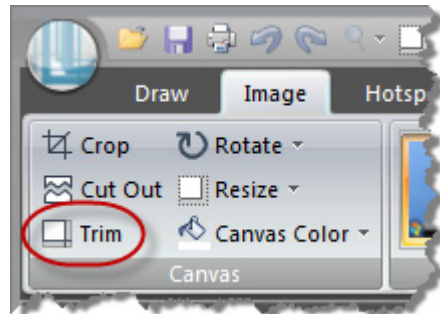 Draw Image Hotsp
Crop Rotate
Cut Out Resize
Trim Canvas Color
Canvas